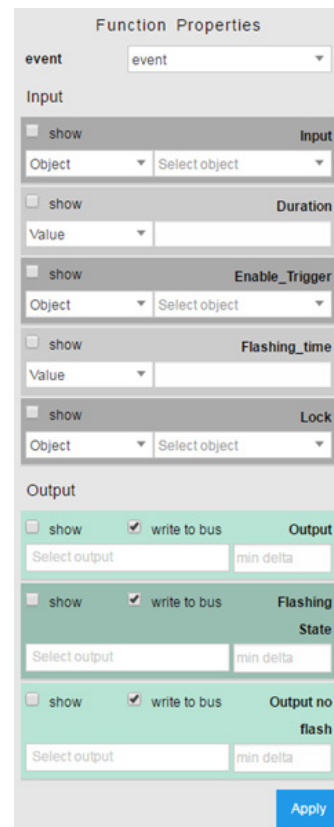 Function Properties
event event
Input
show Input
Object Select object
show Duration
Value
show Enable_Trigger
Object Select object
show Flashing_time
Value
show Lock
Object Select object
Output
show write to bus Output
Select output min delta
show write to bus Flashing
State
Select output min delta
show write to bus Output no
flash
Select output min delta
Apply